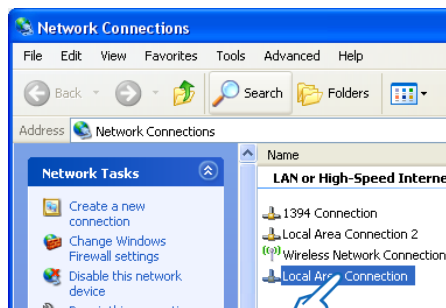 Network Connections
File Edit View Favorites Tools Advanced Help
Back Search Folders
Address Network Connections
Network Tasks
Create a new
connection
Change Windows
Firewall settings
Disable this network
device
Name
LAN or High-Speed Interne
1394 Connection
Local Area Connection 2
Wireless Network Connection
Local Area Connection